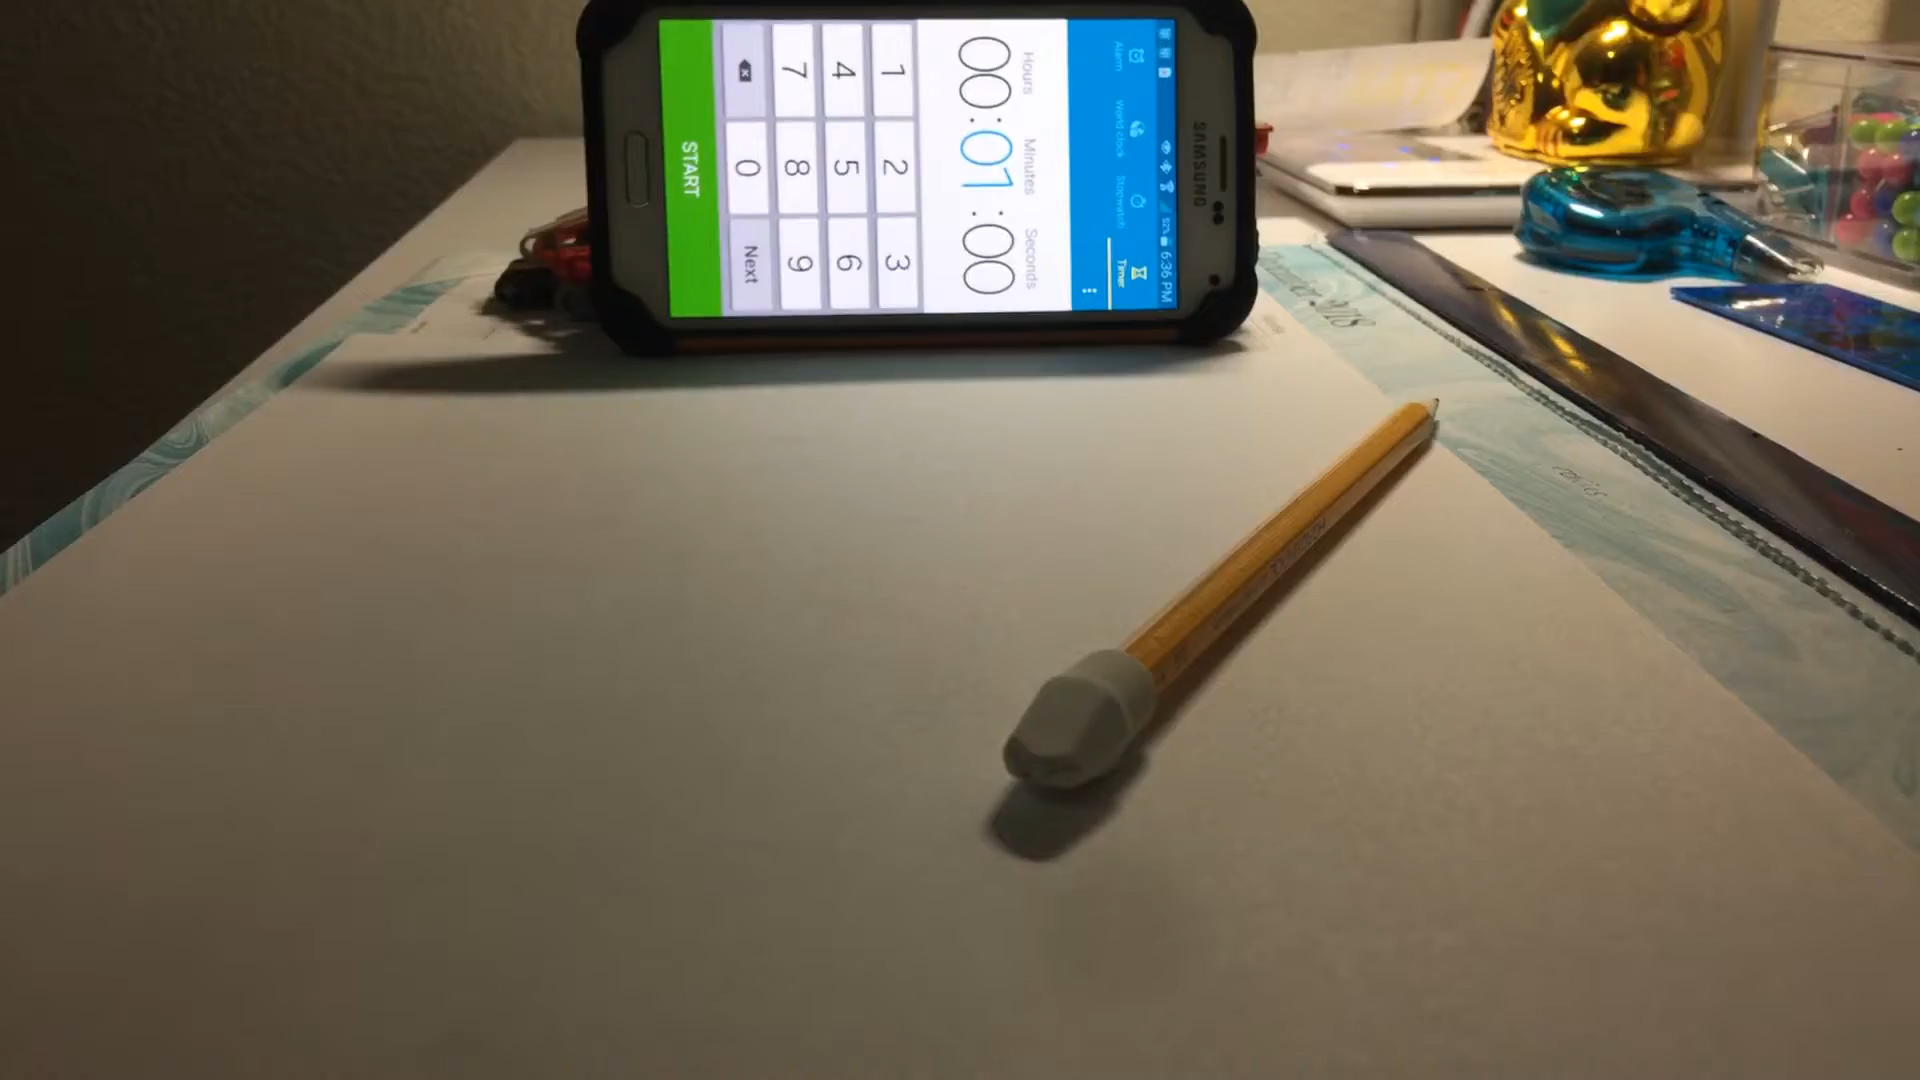 SAMSUNG
52% 6:36 PM
Alarm World clock Stopwatch Timer
Hours Minutes Seconds
00:01:00
1 2 3
4 5 6
7 8 9
0 Next
START